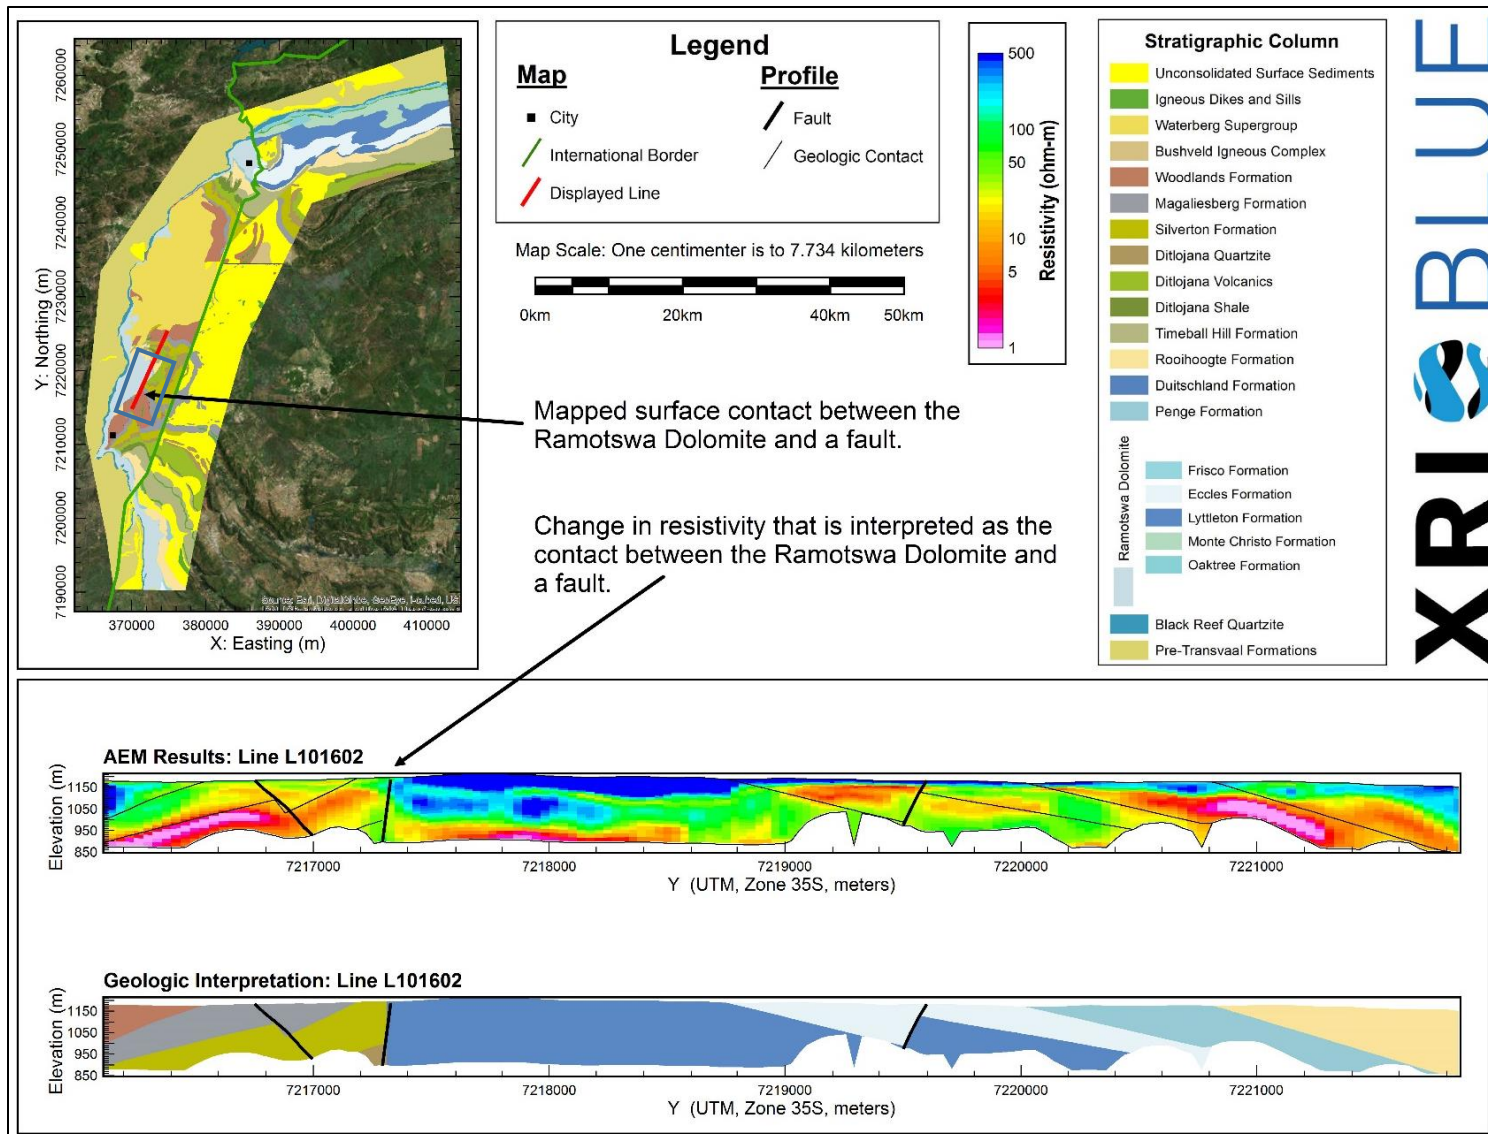 7260000
7250000
7240000
7230000
7220000
7210000
7200000
7190000
Y: Northing (m)
370000 380000 390000 400000 410000
X: Easting (m)
Legend
Map
City
International Border
Displayed Line
Profile
Fault
Geologic Contact
Map Scale: One centimenter is to 7.734 kilometers
0km 20km 40km 50km
500
100
50
10
5
1
Resistivity (ohm-m)
Stratigraphic Column
Unconsolidated Surface Sediments
Igneous Dikes and Sills
Waterberg Supergroup
Bushveld Igneous Complex
Woodlands Formation
Magaliesberg Formation
Silverton Formation
Ditlojana Quartzite
Ditlojana Volcanics
Ditlojana Shale
Timeball Hill Formation
Rooihoogte Formation
Duitschland Formation
Penge Formation
Ramotswa Dolomite
Frisco Formation
Eccles Formation
Lyttleton Formation
Monte Christo Formation
Oaktree Formation
Black Reef Quartzite
Pre-Transvaal Formations
XRI BLUE
Mapped surface contact between the
Ramotswa Dolomite and a fault.
Change in resistivity that is interpreted as the
contact between the Ramotswa Dolomite and
a fault.
AEM Results: Line L101602
Elevation (m)
1150
1050
950
850
7217000 7218000 7219000 7220000 7221000
Y (UTM, Zone 35S, meters)
Geologic Interpretation: Line L101602
Elevation (m)
1150
1050
950
850
7217000 7218000 7219000 7220000 7221000
Y (UTM, Zone 35S, meters)